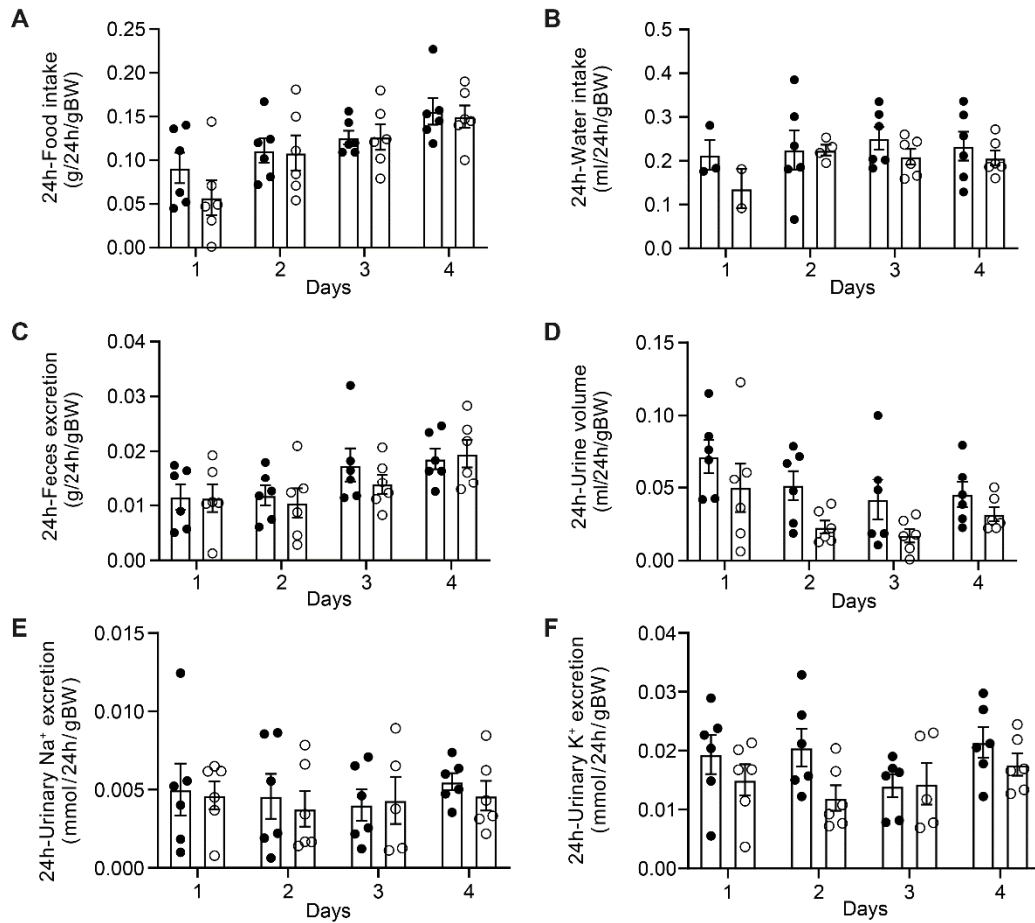 A
24h-Food intake
(g/24h/gBW)
0.25
0.20
0.15
0.10
0.05
0.00
1 2 3 4
Days
B
24h-Water intake
(ml/24h/gBW)
0.5
0.4
0.3
0.2
0.1
0.0
1 2 3 4
Days
C
24h-Feces excretion
(g/24h/gBW)
0.04
0.03
0.02
0.01
0.00
1 2 3 4
Days
D
24h-Urine volume
(ml/24h/gBW)
0.15
0.10
0.05
0.00
1 2 3 4
Days
E
24h-Urinary Na⁺ excretion
(mmol/24h/gBW)
0.015
0.010
0.005
0.000
1 2 3 4
Days
F
24h-Urinary K⁺ excretion
(mmol/24h/gBW)
0.04
0.03
0.02
0.01
0.00
1 2 3 4
Days